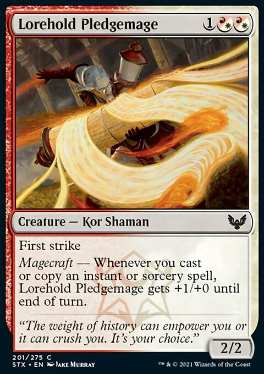 Lorehold Pledgemage 1
Creature — Kor Shaman
First strike
Magecraft — Whenever you cast
or copy an instant or sorcery spell,
Lorehold Pledgemage gets +1/+0 until
end of turn.
"The weight of history can empower you or
it can crush you. It's your choice."
2/2
201/275 C
STX • EN JAKE MURRAY
™ & © 2021 Wizards of the Coast